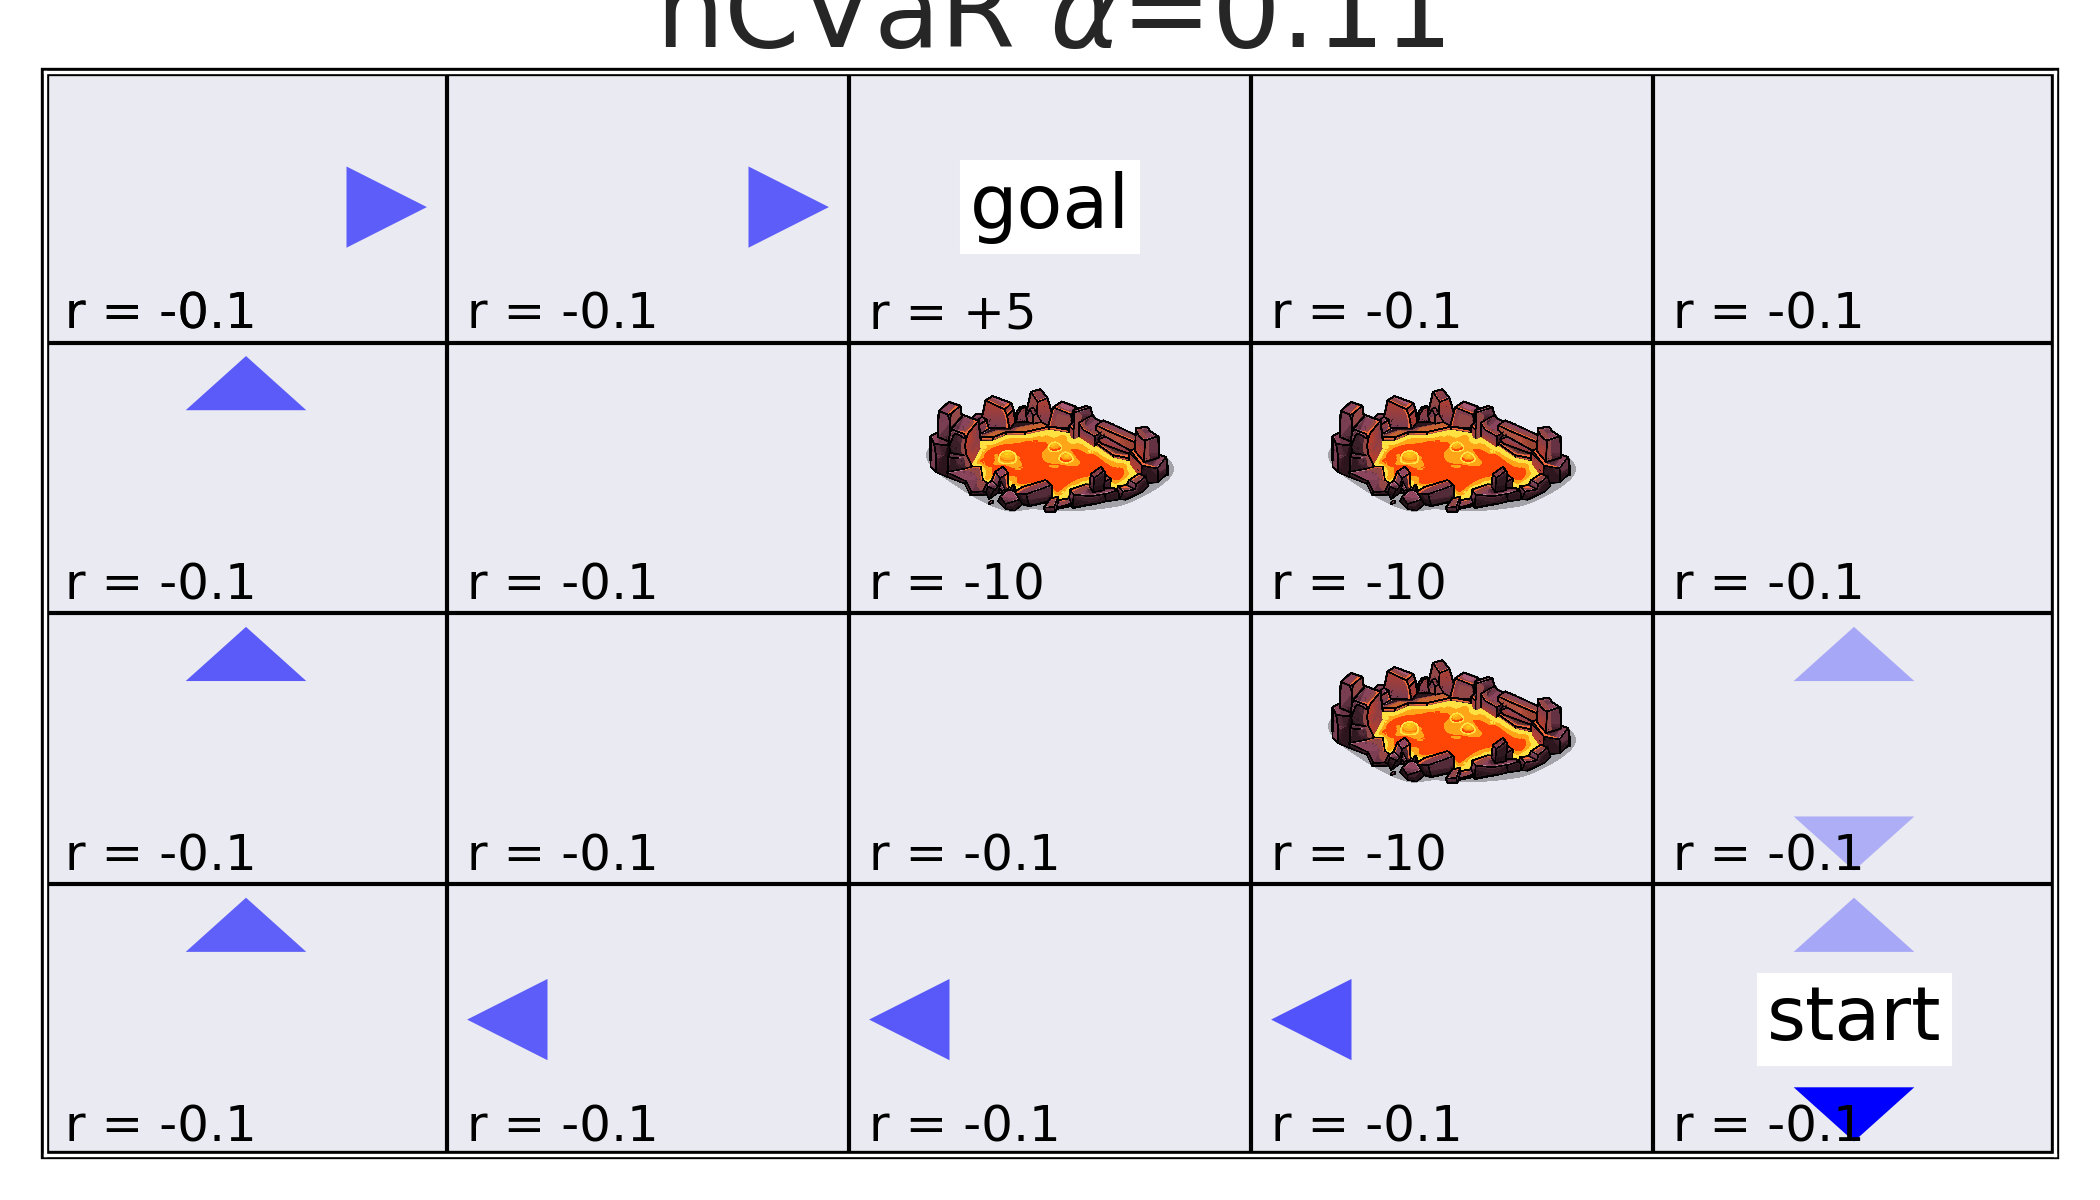 nCVaR α=0.11
goal
r = -0.1 r = -0.1 r = +5 r = -0.1 r = -0.1
r = -0.1 r = -0.1 r = -10 r = -10 r = -0.1
r = -0.1 r = -0.1 r = -0.1 r = -10 r = -0.1
start
r = -0.1 r = -0.1 r = -0.1 r = -0.1 r = -0.1